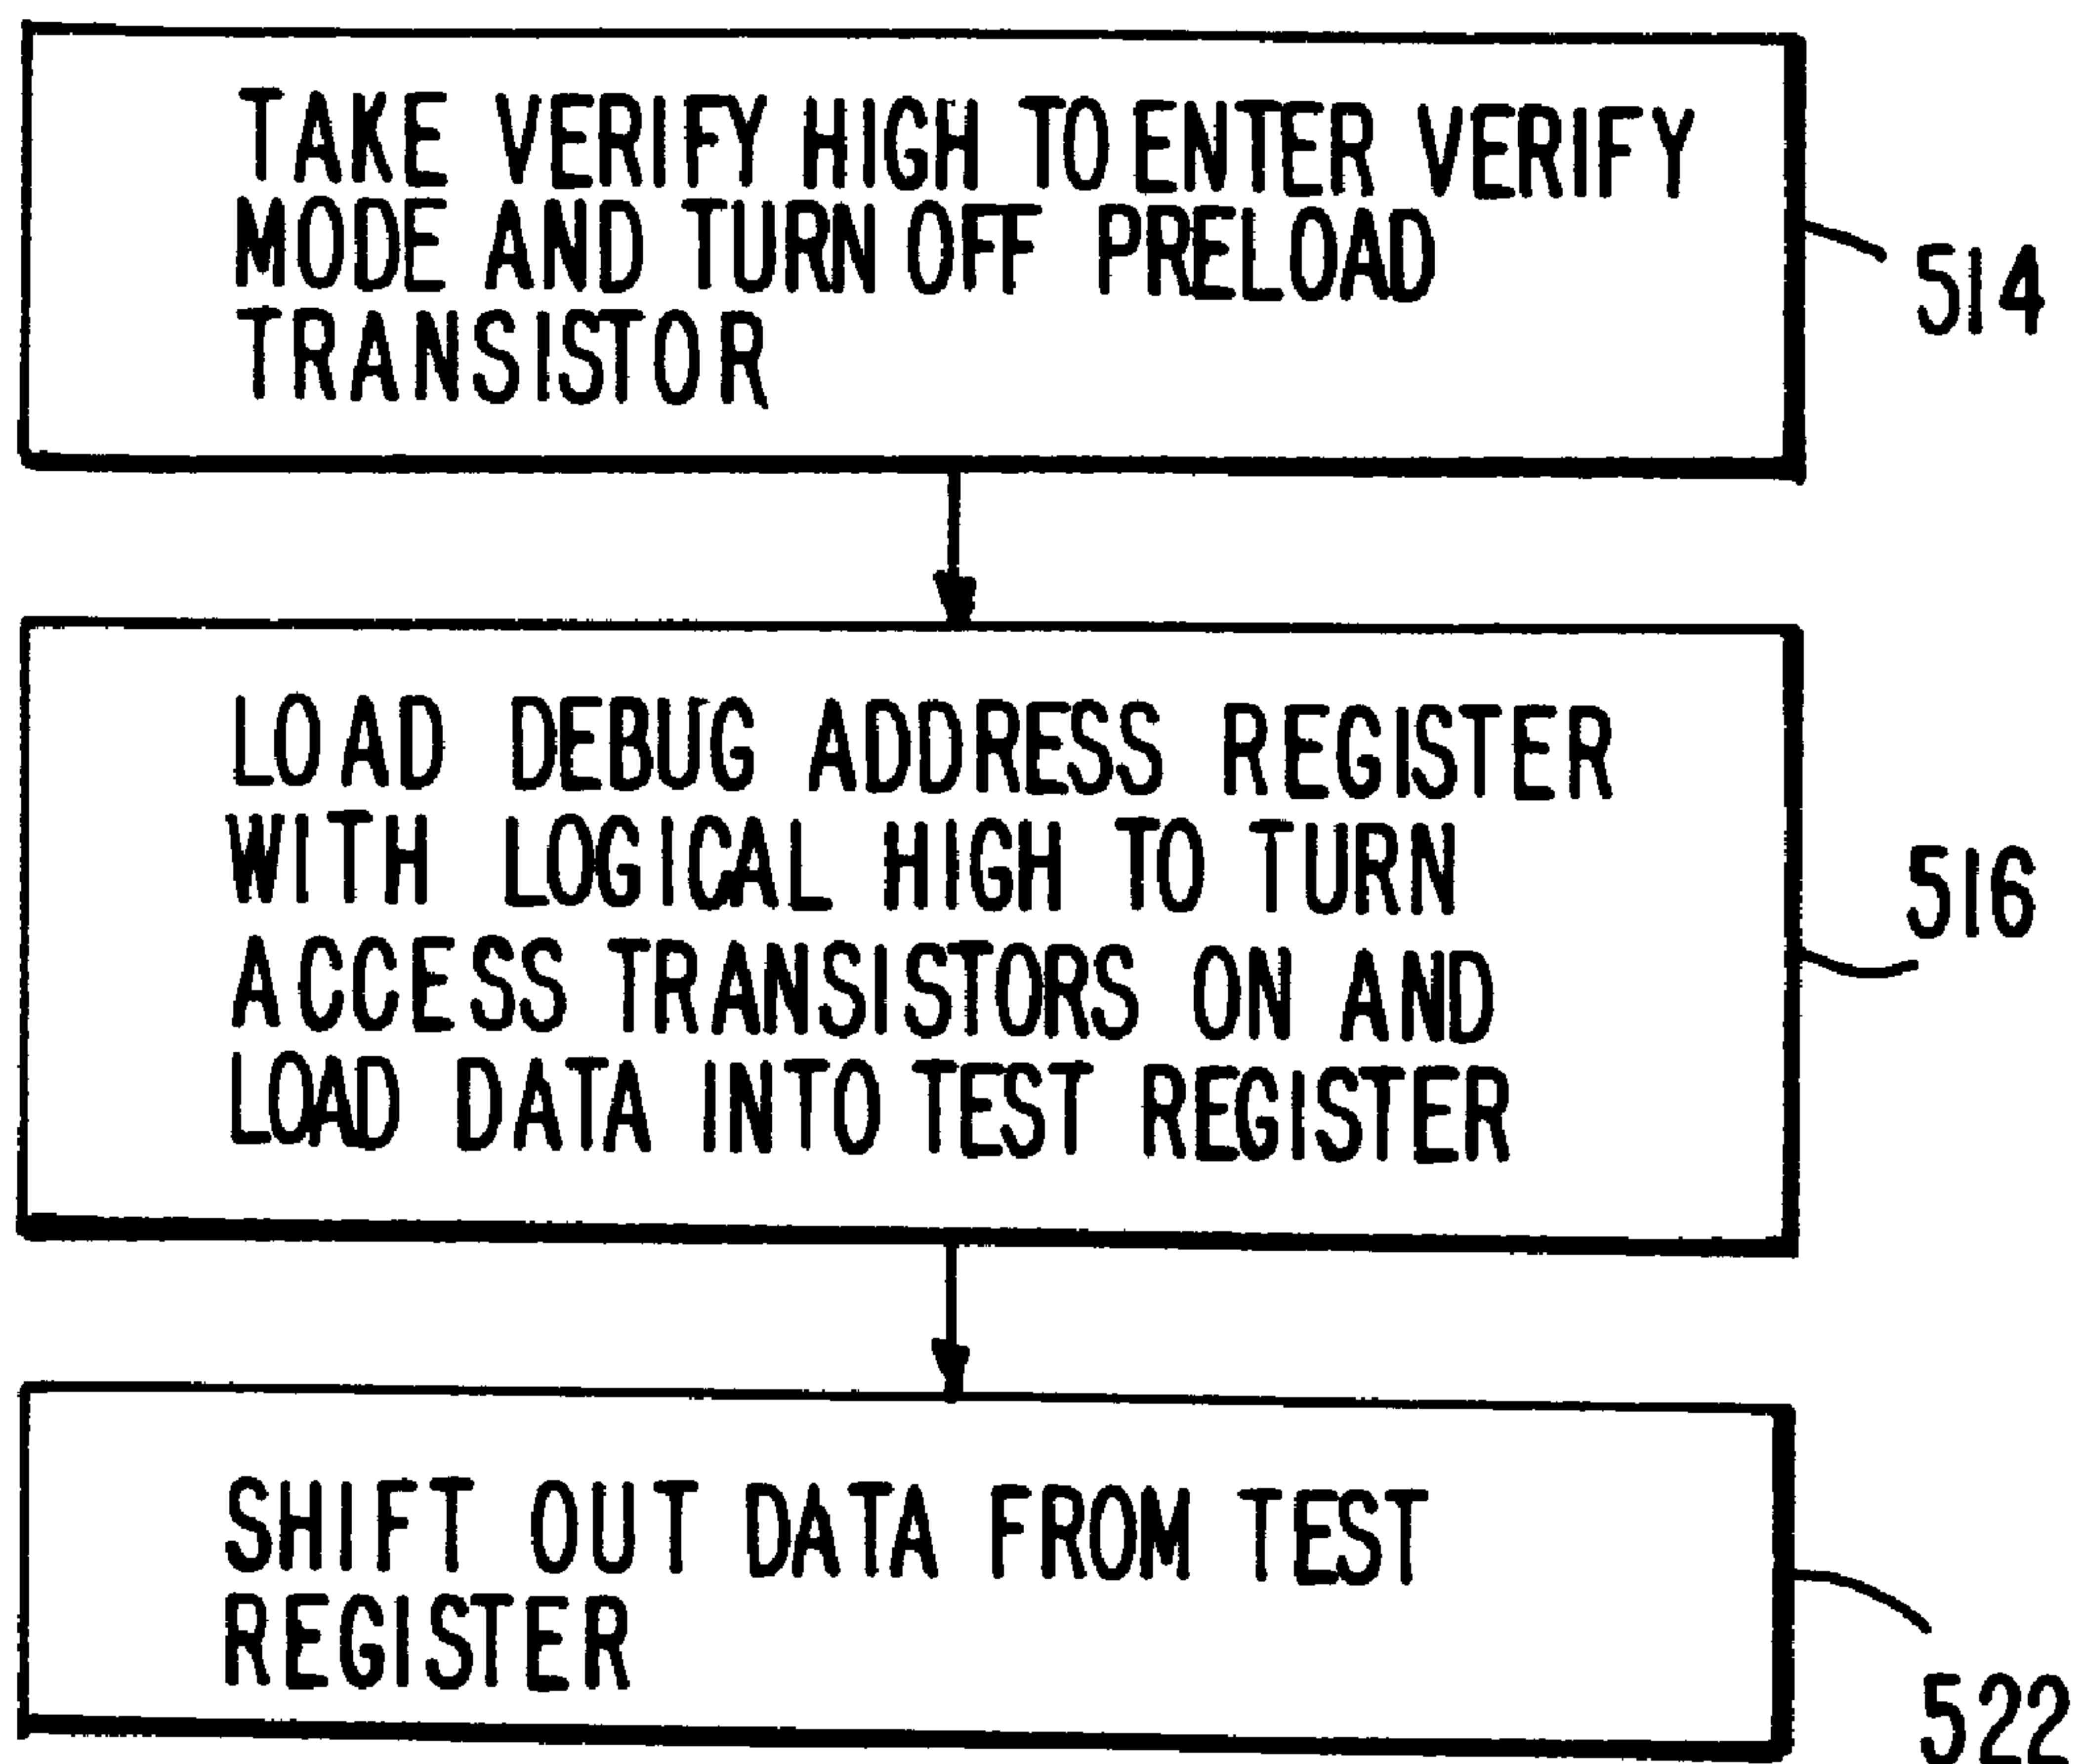 TAKE VERIFY HIGH TO ENTER VERIFY
MODE AND TURN OFF PRELOAD
TRANSISTOR
514
LOAD DEBUG ADDRESS REGISTER
WITH LOGICAL HIGH TO TURN
ACCESS TRANSISTORS ON AND
LOAD DATA INTO TEST REGISTER
516
SHIFT OUT DATA FROM TEST
REGISTER
522